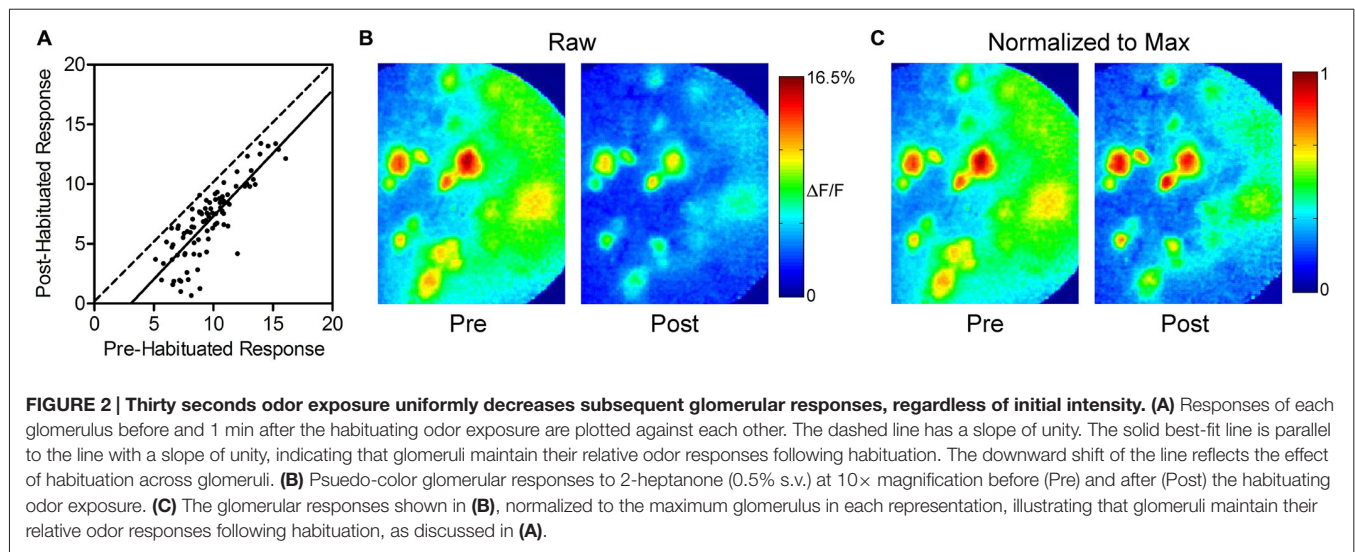 A
B
Raw
C
Normalized to Max
20
15
10
5
0
Post-Habituated Response
0 5 10 15 20
Pre-Habituated Response
16.5%
ΔF/F
0
Pre
Post
1
0
Pre
Post
FIGURE 2 | Thirty seconds odor exposure uniformly decreases subsequent glomerular responses, regardless of initial intensity. (A) Responses of each
glomerulus before and 1 min after the habituating odor exposure are plotted against each other. The dashed line has a slope of unity. The solid best-fit line is parallel
to the line with a slope of unity, indicating that glomeruli maintain their relative odor responses following habituation. The downward shift of the line reflects the effect
of habituation across glomeruli. (B) Psuedo-color glomerular responses to 2-heptanone (0.5% s.v.) at 10× magnification before (Pre) and after (Post) the habituating
odor exposure. (C) The glomerular responses shown in (B), normalized to the maximum glomerulus in each representation, illustrating that glomeruli maintain their
relative odor responses following habituation, as discussed in (A).